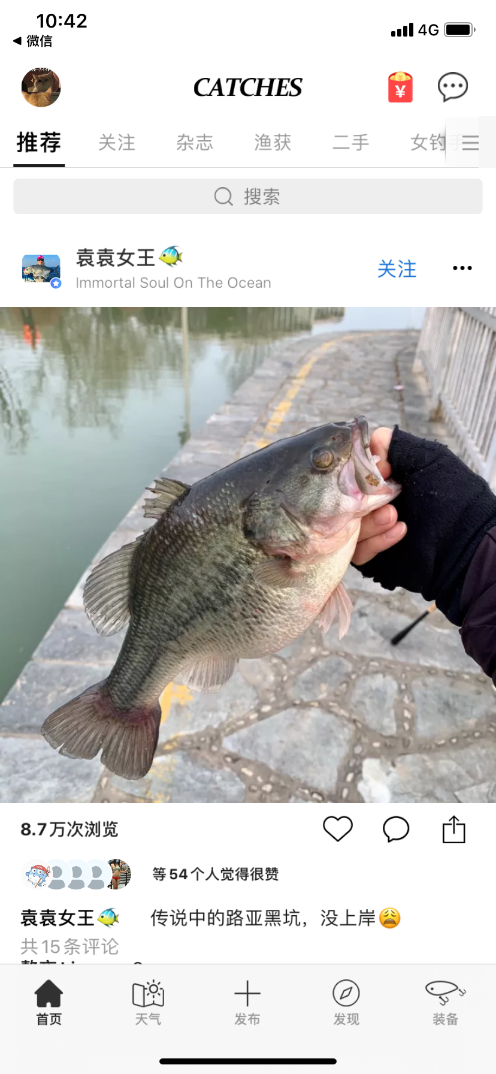 10:42
4G
◀ 微信
CATCHES
¥
推荐 关注 杂志 渔获 二手 女钓
搜索
袁袁女王🐠
Immortal Soul On The Ocean
关注
8.7万次浏览
等54个人觉得很赞
袁袁女王🐠 传说中的路亚黑坑，没上岸😩
共15条评论
首页 天气 发布 发现 装备